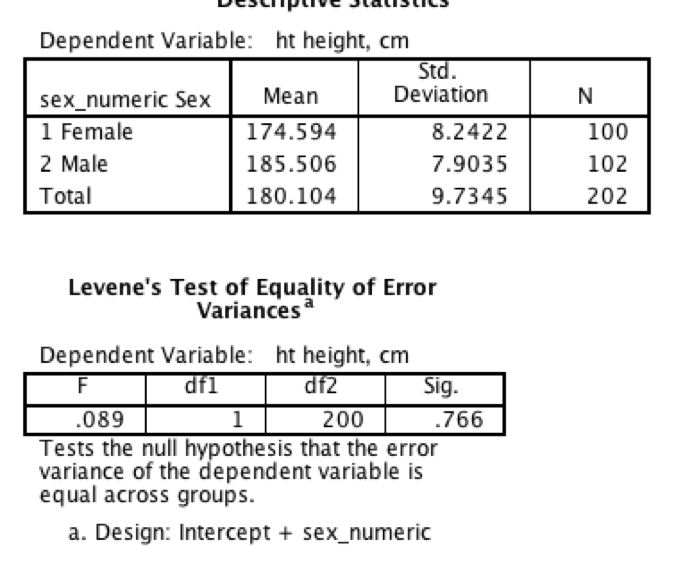 Descriptive Statistics
Dependent Variable: ht height, cm
sex_numeric Sex Mean Std. Deviation N
1 Female 174.594 8.2422 100
2 Male 185.506 7.9035 102
Total 180.104 9.7345 202
Levene's Test of Equality of Error
Variancesa
Dependent Variable: ht height, cm
F df1 df2 Sig.
.089 1 200 .766
Tests the null hypothesis that the error
variance of the dependent variable is
equal across groups.
a. Design: Intercept + sex_numeric